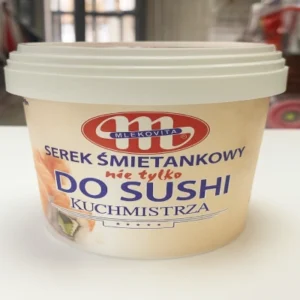 MLEKOVITA
SEREK ŚMIETANKOWY
nie tylko
DO SUSHI
KUCHMISTRZA